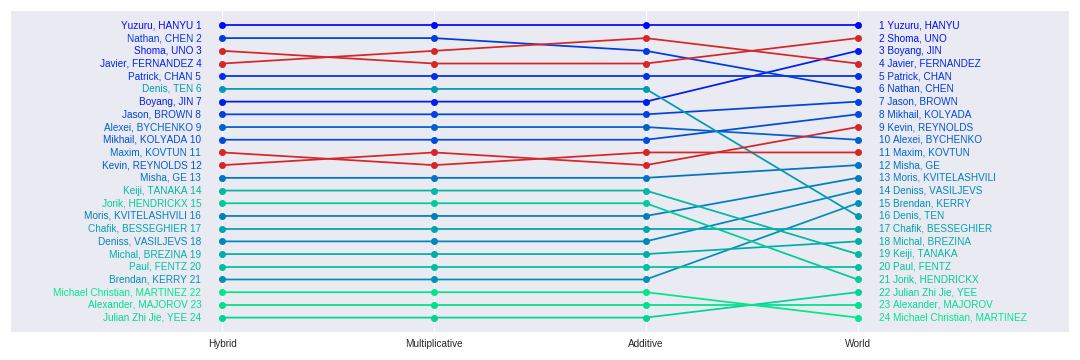 Yuzuru, HANYU 1
Nathan, CHEN 2
Shoma, UNO 3
Javier, FERNANDEZ 4
Patrick, CHAN 5
Denis, TEN 6
Boyang, JIN 7
Jason, BROWN 8
Alexei, BYCHENKO 9
Mikhail, KOLYADA 10
Maxim, KOVTUN 11
Kevin, REYNOLDS 12
Misha, GE 13
Keiji, TANAKA 14
Jorik, HENDRICKX 15
Moris, KVITELASHVILI 16
Chafik, BESSEGHIER 17
Deniss, VASILJEVS 18
Michal, BREZINA 19
Paul, FENTZ 20
Brendan, KERRY 21
Michael Christian, MARTINEZ 22
Alexander, MAJOROV 23
Julian Zhi Jie, YEE 24
1 Yuzuru, HANYU
2 Shoma, UNO
3 Boyang, JIN
4 Javier, FERNANDEZ
5 Patrick, CHAN
6 Nathan, CHEN
7 Jason, BROWN
8 Mikhail, KOLYADA
9 Kevin, REYNOLDS
10 Alexei, BYCHENKO
11 Maxim, KOVTUN
12 Misha, GE
13 Moris, KVITELASHVILI
14 Deniss, VASILJEVS
15 Brendan, KERRY
16 Denis, TEN
17 Chafik, BESSEGHIER
18 Michal, BREZINA
19 Keiji, TANAKA
20 Paul, FENTZ
21 Jorik, HENDRICKX
22 Julian Zhi Jie, YEE
23 Alexander, MAJOROV
24 Michael Christian, MARTINEZ
Hybrid
Multiplicative
Additive
World